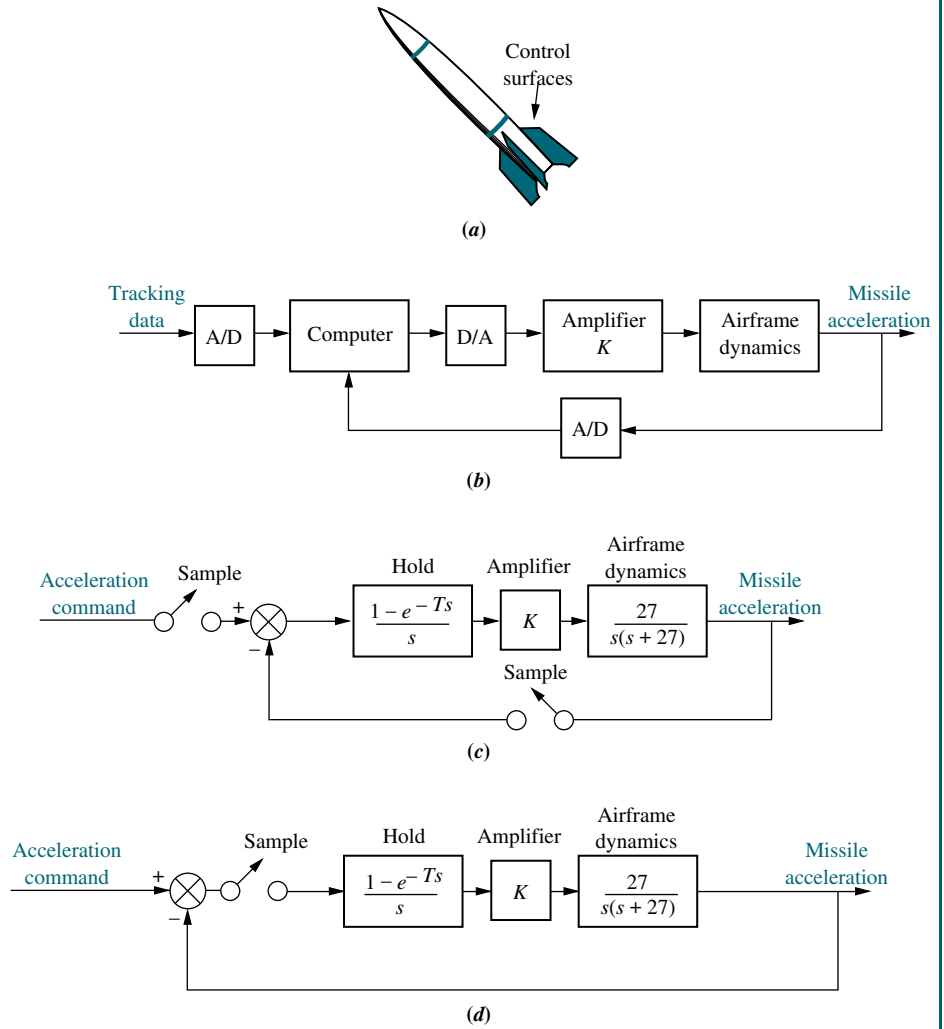 Control
surfaces
(a)
Tracking
data
A/D
Computer
D/A
Amplifier
K
Airframe
dynamics
Missile
acceleration
A/D
(b)
Acceleration
command
Sample
+
−
Hold
1 − e^{− Ts}
s
Amplifier
K
Airframe
dynamics
27
s(s + 27)
Missile
acceleration
Sample
(c)
Acceleration
command
+
−
Sample
Hold
1 − e^{− Ts}
s
Amplifier
K
Airframe
dynamics
27
s(s + 27)
Missile
acceleration
(d)